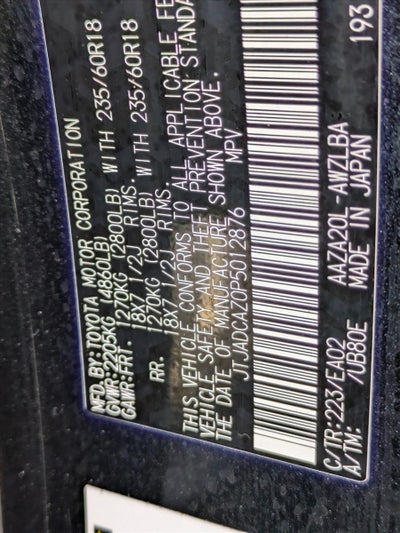 MFD.BY:TOYOTA MOTOR CORPORATION
GVWR:2205KG (4860LB)
GAWR:FRT. 1270KG (2800LB) WITH 235/60R18
18X7 1/2J RIMS.
RR. 1270KG (2800LB) WITH 235/60R18
18X7 1/2J RIMS.
THIS VEHICLE CONFORMS TO ALL APPLICABLE FE
VEHICLE SAFETY AND THEFT PREVENTION STANDA
THE DATE OF MANUFACTURE SHOWN ABOVE.
JTJADCAZ0P5012876 MPV
193
C/TR:223/EA02 AAZA20L-AWZLBA
A/TM: /UB80E MADE IN JAPAN